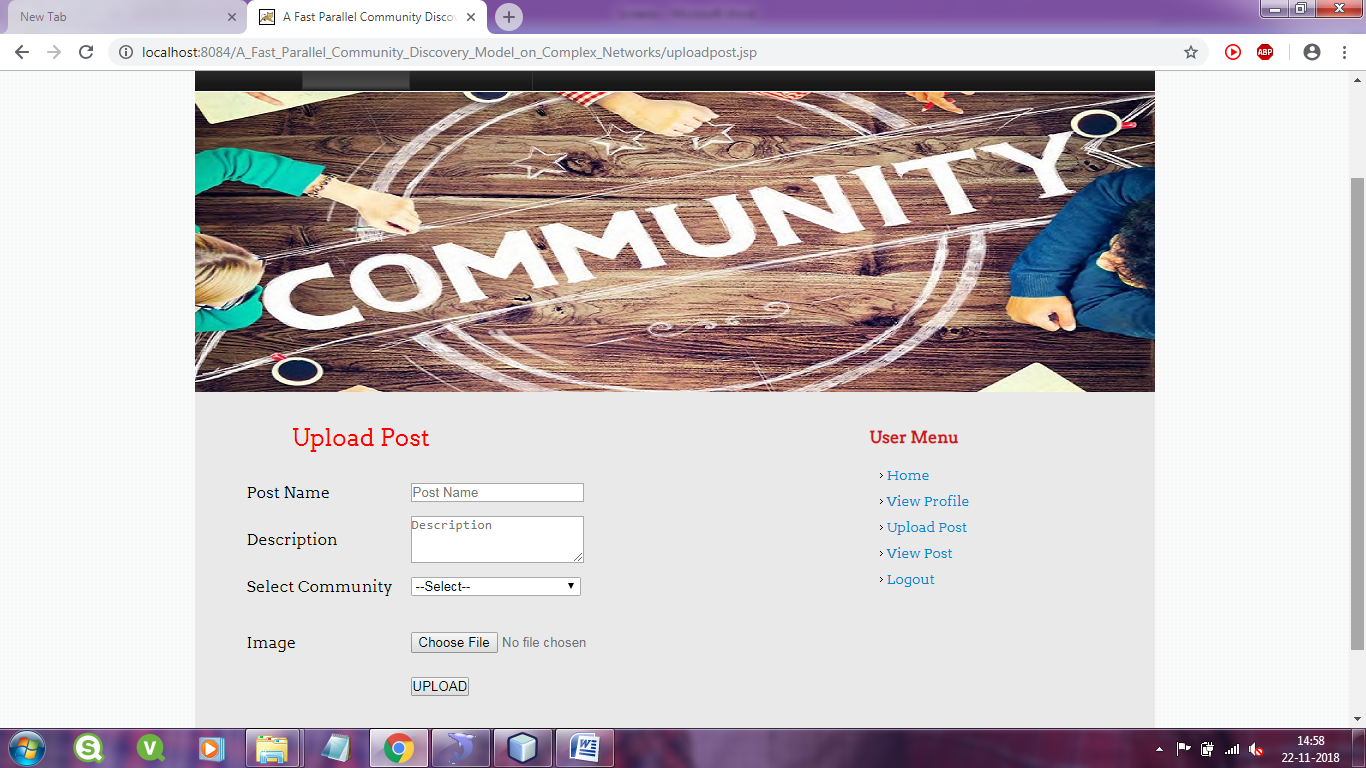 New Tab
A Fast Parallel Community Disco
localhost:8084/A_Fast_Parallel_Community_Discovery_Model_on_Complex_Networks/uploadpost.jsp
ABP
COMMUNITY
Upload Post
Post Name
Post Name
Description
Description
Select Community
--Select--
Image
Choose File No file chosen
UPLOAD
User Menu
Home
View Profile
Upload Post
View Post
Logout
14:58
22-11-2018